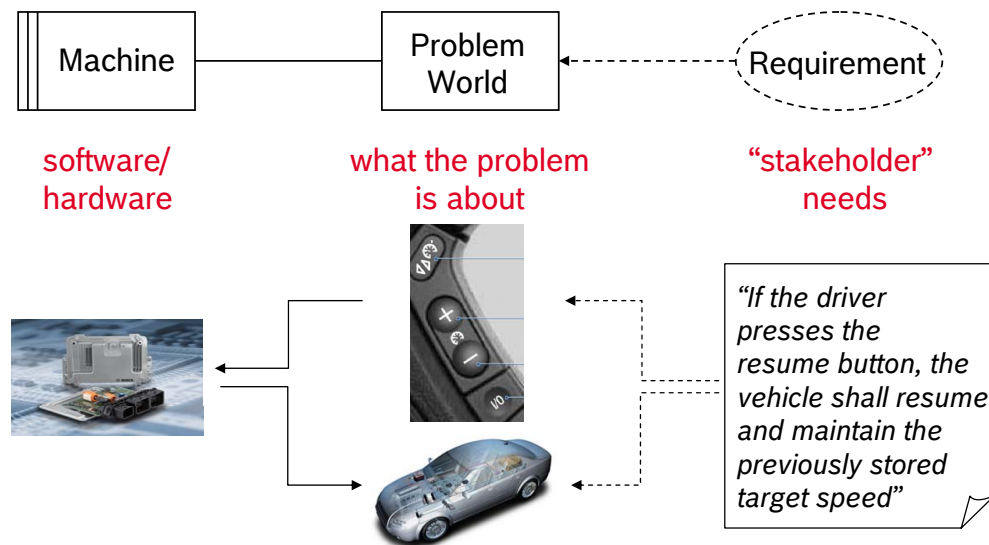 Machine
Problem
World
Requirement
software/
hardware
what the problem
is about
“stakeholder”
needs
“If the driver
presses the
resume button, the
vehicle shall resume
and maintain the
previously stored
target speed”
I/O